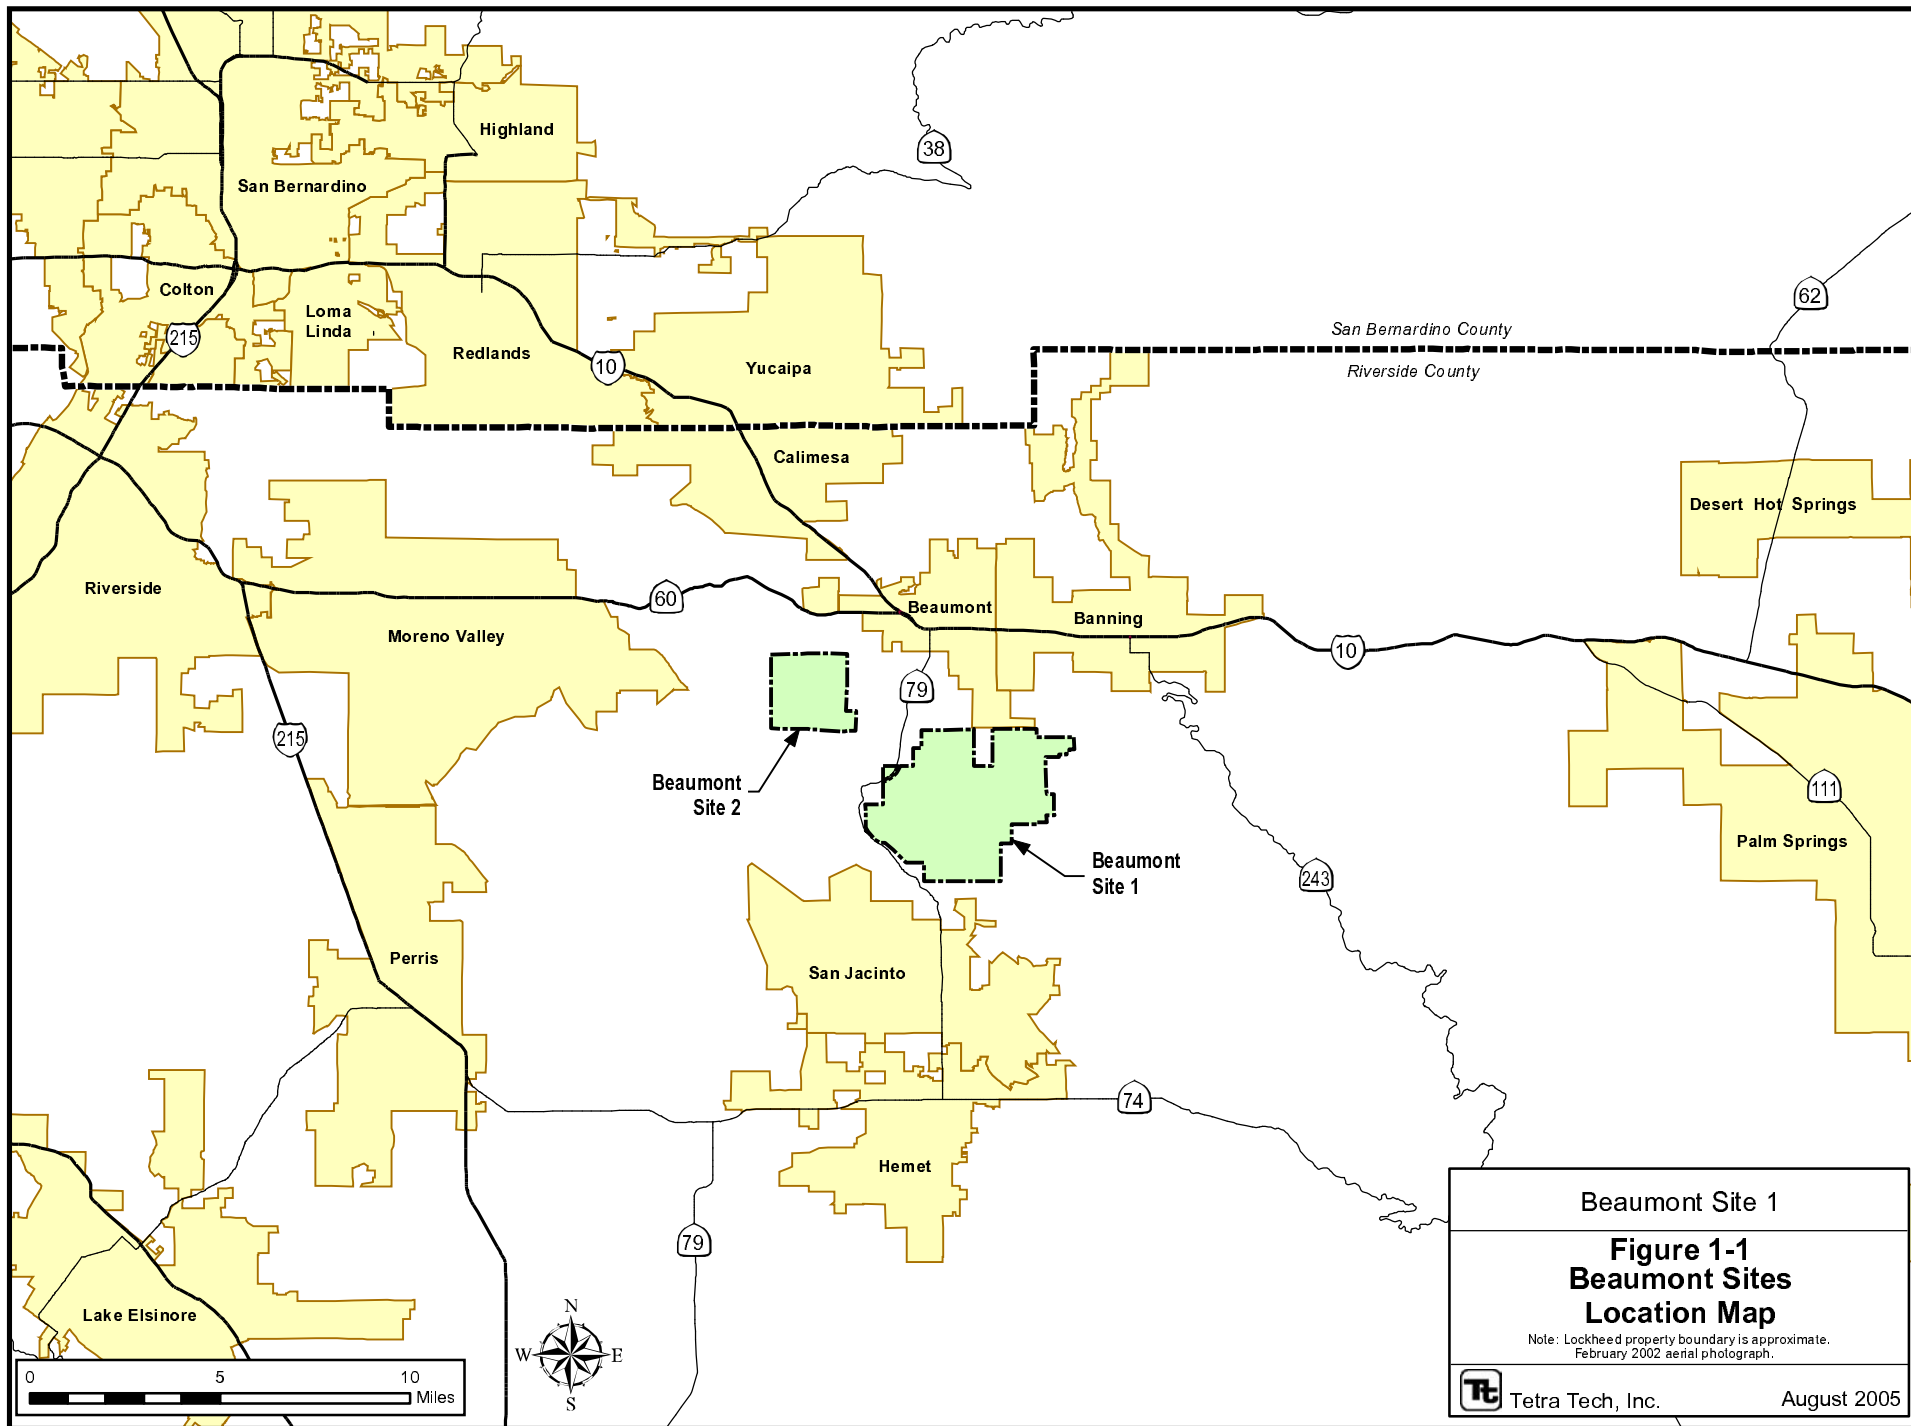 Highland
38
San Bernardino
Colton
62
Loma
Linda
215
San Bernardino County
Redlands
10
Yucaipa
Riverside County
Calimesa
Desert Hot Springs
Riverside
60
Beaumont
Banning
Moreno Valley
10
79
215
Beaumont
Site 2
111
Palm Springs
Beaumont
Site 1
243
Perris
San Jacinto
74
Hemet
79
Lake Elsinore
N
W
E
S
0
5
10
Miles
Beaumont Site 1
Figure 1-1
Beaumont Sites
Location Map
Note: Lockheed property boundary is approximate.
February 2002 aerial photograph.
Tt
Tetra Tech, Inc.
August 2005